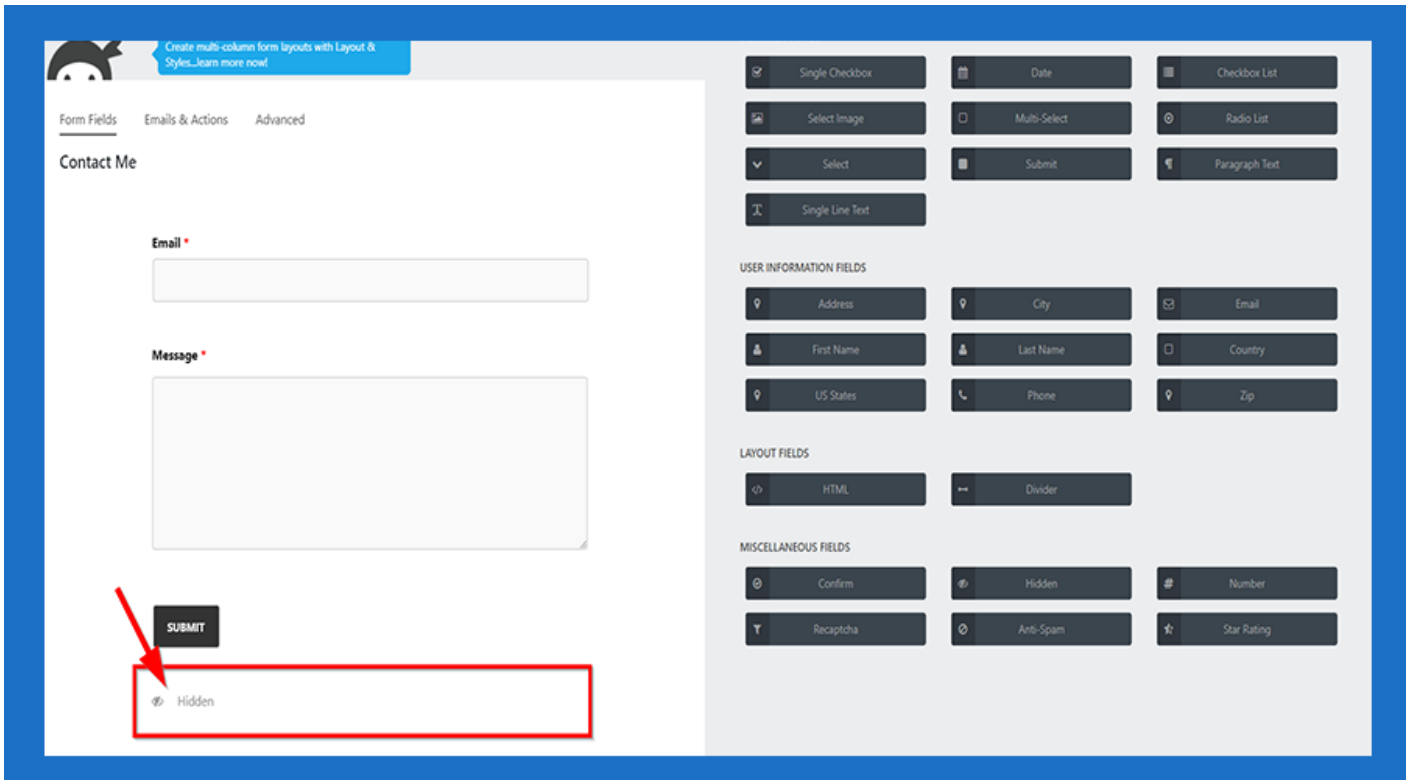 Create multi-column form layouts with Layout &
Styles...learn more now!
Form Fields Emails & Actions Advanced
Contact Me
Email *
Message *
SUBMIT
Hidden
Single Checkbox Date Checkbox List
Select Image Multi-Select Radio List
Select Submit Paragraph Text
Single Line Text
USER INFORMATION FIELDS
Address City Email
First Name Last Name Country
US States Phone Zip
LAYOUT FIELDS
HTML Divider
MISCELLANEOUS FIELDS
Confirm Hidden Number
Recaptcha Anti-Spam Star Rating